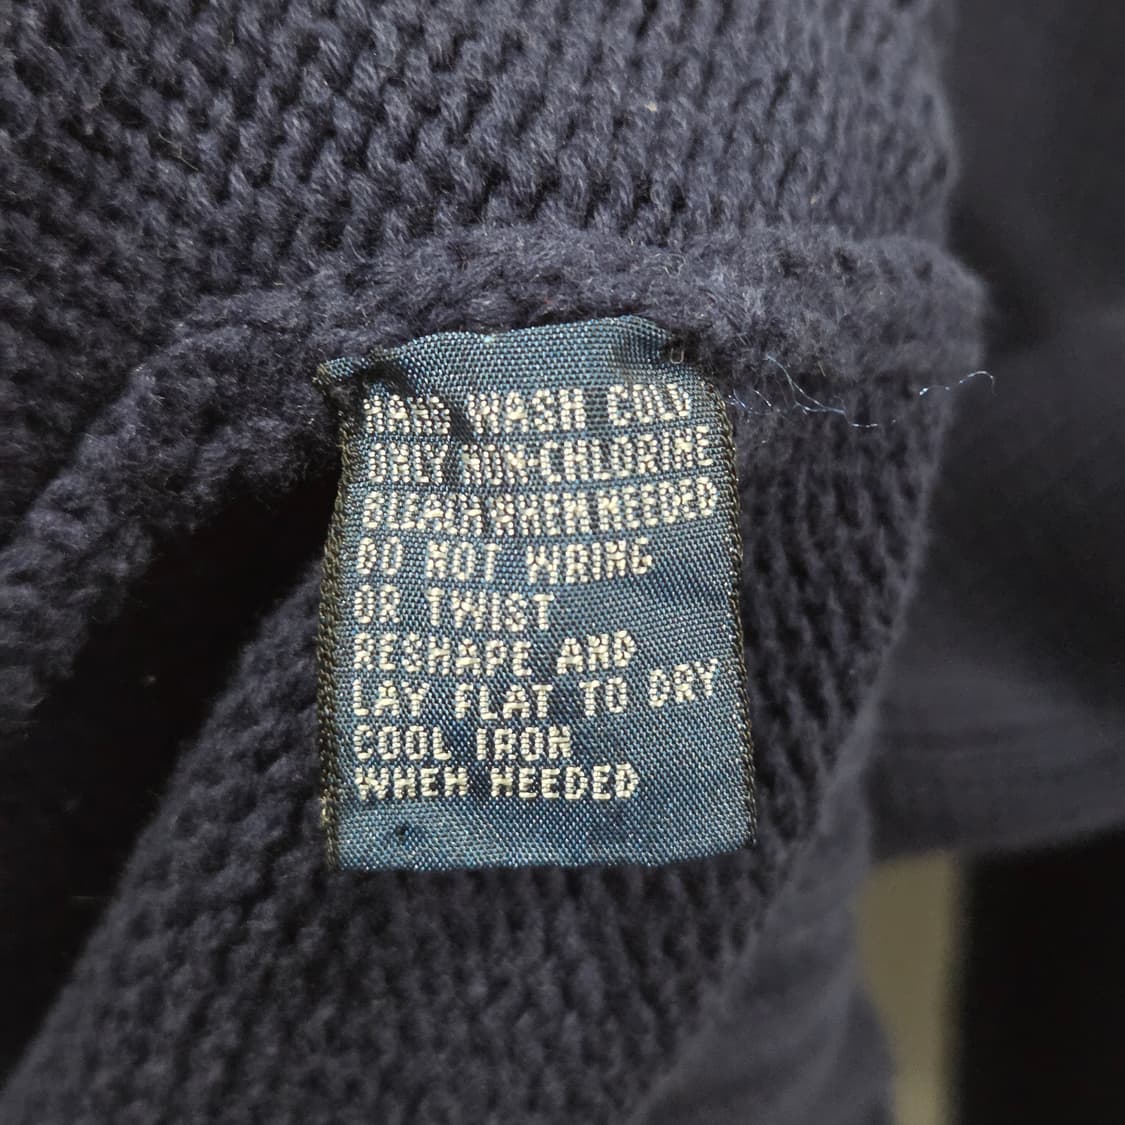 HAND WASH COLD
ONLY NON-CHLORINE
BLEACH WHEN NEEDED
DO NOT WRING
OR TWIST
RESHAPE AND
LAY FLAT TO DRY
COOL IRON
WHEN NEEDED